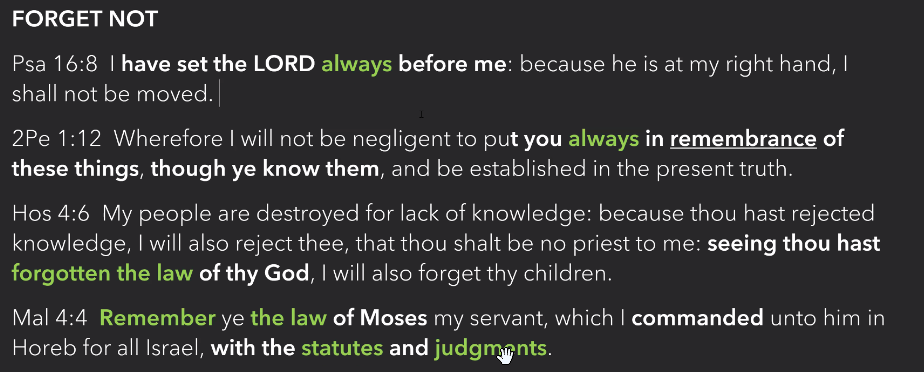 FORGET NOT
Psa 16:8  I have set the LORD always before me: because he is at my right hand, I
shall not be moved.
2Pe 1:12  Wherefore I will not be negligent to put you always in remembrance of
these things, though ye know them, and be established in the present truth.
Hos 4:6  My people are destroyed for lack of knowledge: because thou hast rejected
knowledge, I will also reject thee, that thou shalt be no priest to me: seeing thou hast
forgotten the law of thy God, I will also forget thy children.
Mal 4:4  Remember ye the law of Moses my servant, which I commanded unto him in
Horeb for all Israel, with the statutes and judgments.